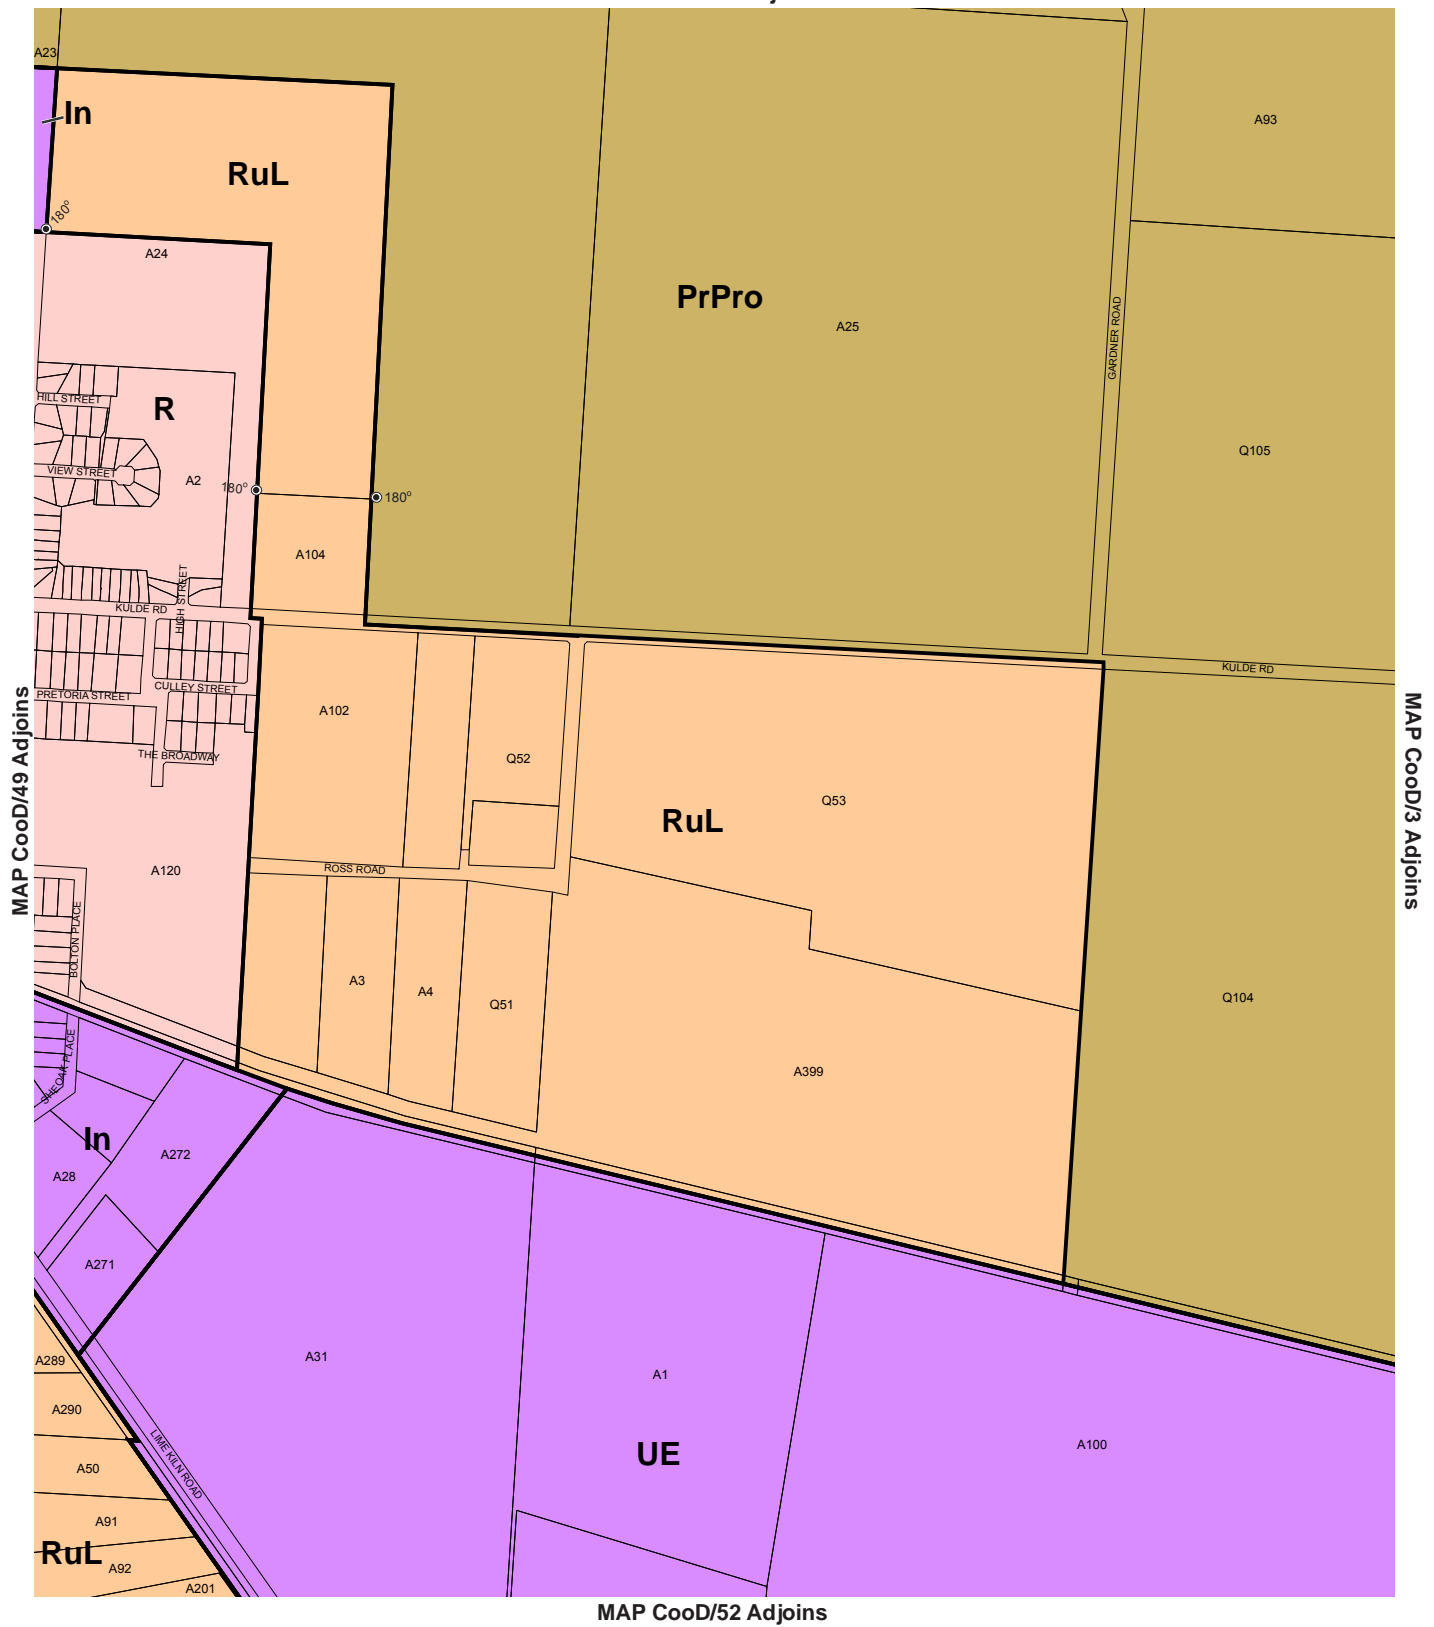 A23
In
A93
RuL
180°
A24
PrPro
A25
GARDNER ROAD
HILL STREET
R
Q105
VIEW STREET
A2
180°
180°
A104
HIGH STREET
KULDE RD
KULDE RD
CULLEY STREET
PRETORIA STREET
A102
MAP CooD/49 Adjoins
MAP CooD/3 Adjoins
THE BROADWAY
Q52
RuL
Q53
A120
ROSS ROAD
BOLTON PLACE
A3
A4
Q51
Q104
SHEOAK PLACE
A399
In
A272
A28
A271
A289
A31
A1
A290
UE
A100
A50
LIME KILN ROAD
A91
RuL
A92
A201
MAP CooD/52 Adjoins